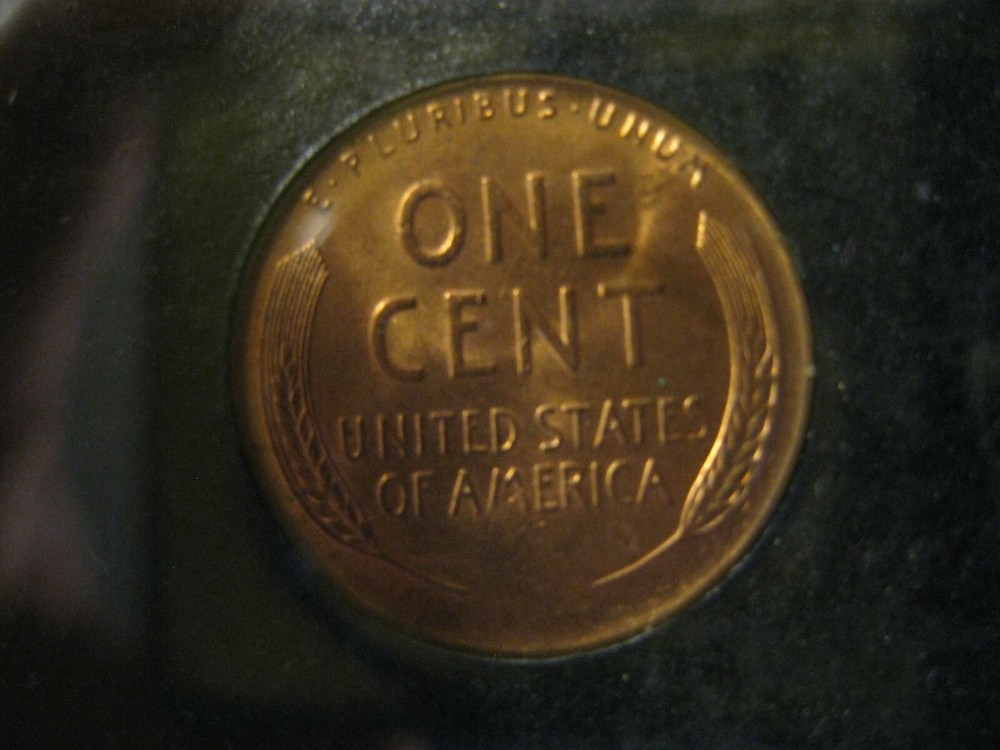 E·PLURIBUS·UNUM
ONE
CENT
UNITED STATES
OF AMERICA